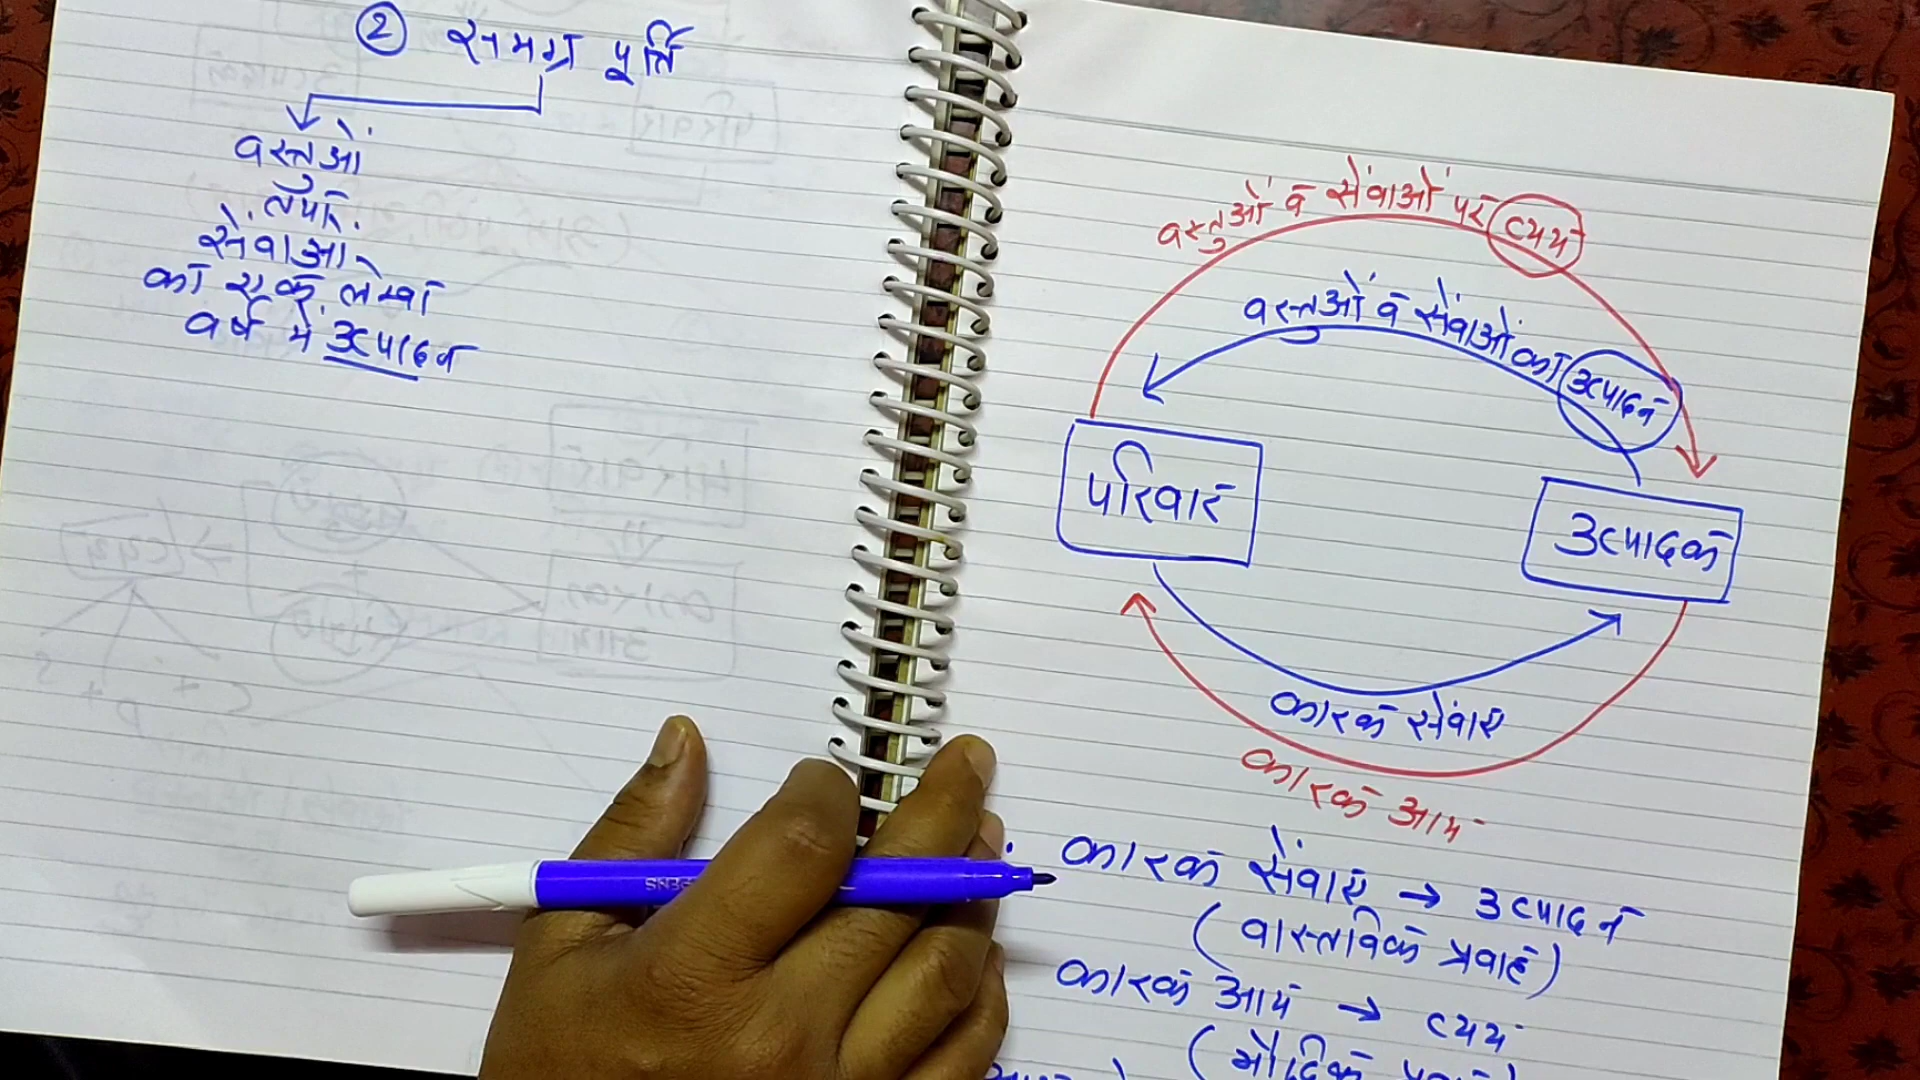 ② समग्र पूर्ति
वस्तुओं
तथा
सेवाओं
का एक लेखा
वर्ष में उत्पादन
वस्तुओं व सेवाओं पर व्यय
वस्तुओं व सेवाओं का उत्पादन
परिवार
उत्पादक
कारक सेवाएं
कारक आय
कारक सेवाएं → उत्पादन
(वास्तविक प्रवाह)
कारक आय → व्यय
(मौद्रिक प्रवाह)